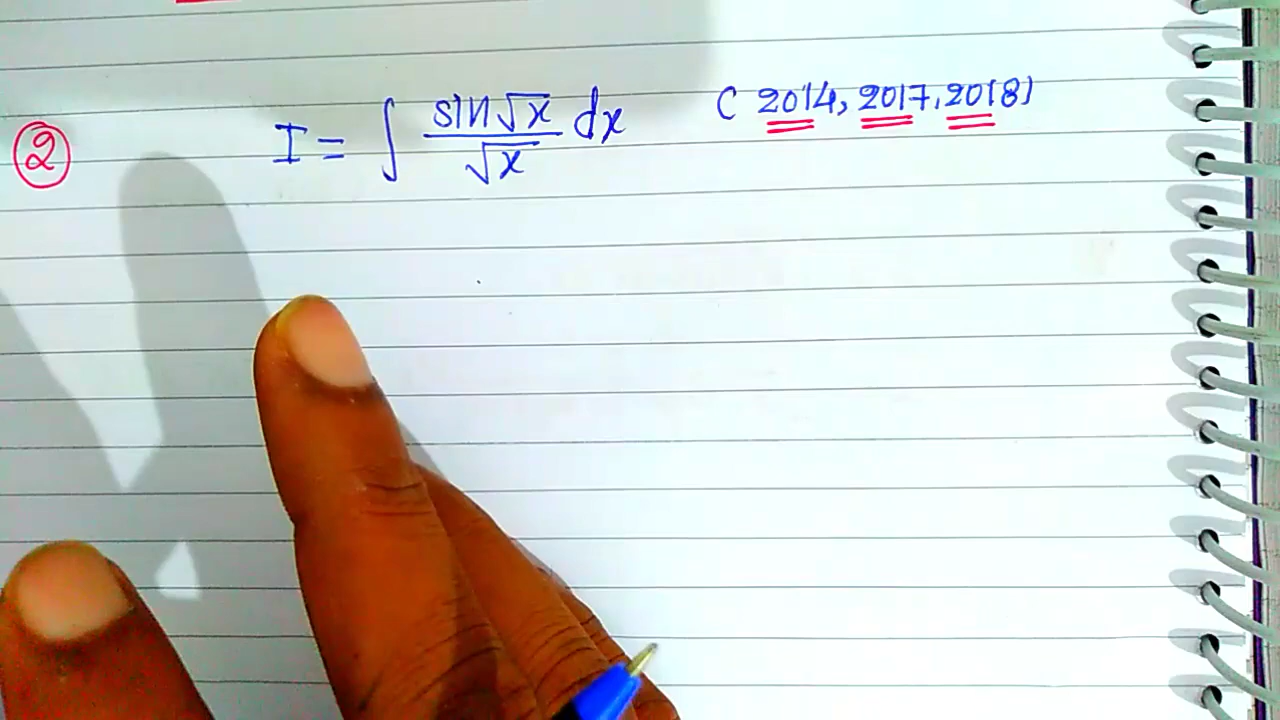 ② I = ∫ sin√x / √x dx ( 2014, 2017, 2018)